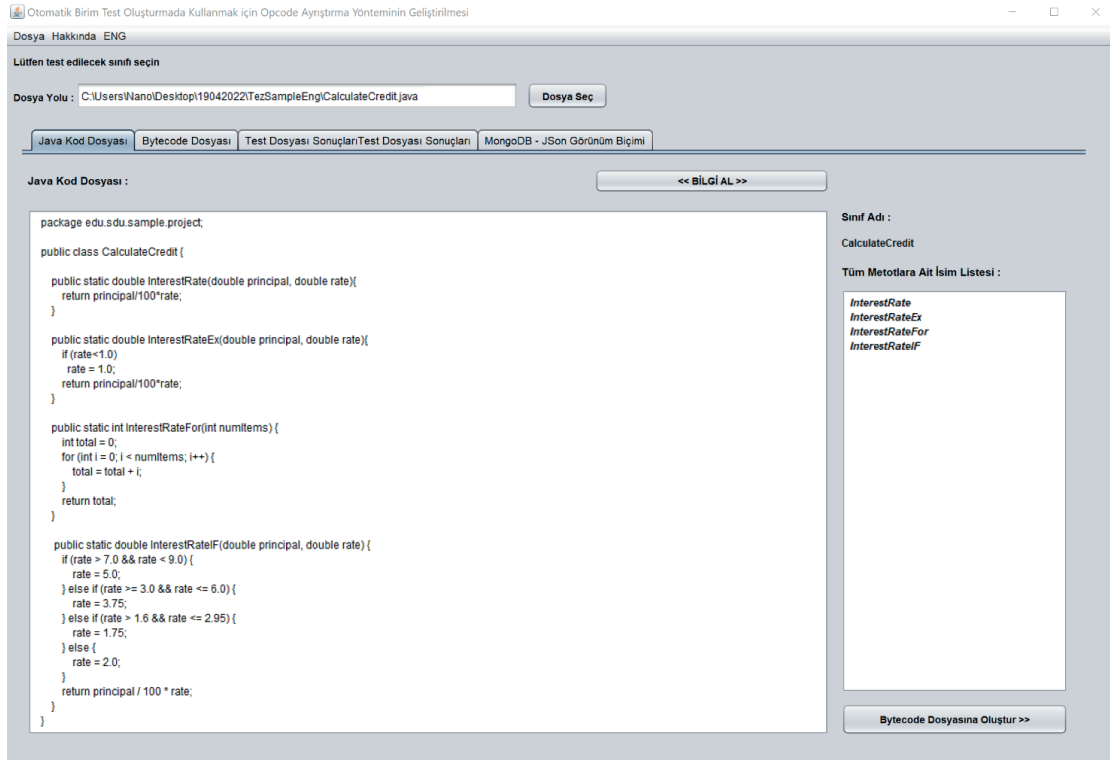 Otomatik Birim Test Oluşturmada Kullanmak için Opcode Ayrıştırma Yönteminin Geliştirilmesi
Dosya Hakkında ENG
Lütfen test edilecek sınıfı seçin
Dosya Yolu : C:\Users\Nano\Desktop\19042022\TezSampleEng\CalculateCredit.java Dosya Seç
Java Kod Dosyası Bytecode Dosyası Test Dosyası SonuçlarıTest Dosyası Sonuçları MongoDB - JSon Görünüm Biçimi
Java Kod Dosyası : << BİLGİ AL >>
package edu.sdu.sample.project;
public class CalculateCredit {
public static double InterestRate(double principal, double rate){
return principal/100*rate;
}
public static double InterestRateEx(double principal, double rate){
if (rate<1.0)
rate = 1.0;
return principal/100*rate;
}
public static int InterestRateFor(int numItems) {
int total = 0;
for (int i = 0; i < numItems; i++) {
total = total + i;
}
return total;
}
public static double InterestRateIF(double principal, double rate) {
if (rate > 7.0 && rate < 9.0) {
rate = 5.0;
} else if (rate >= 3.0 && rate <= 6.0) {
rate = 3.75;
} else if (rate > 1.6 && rate <= 2.95) {
rate = 1.75;
} else {
rate = 2.0;
}
return principal / 100 * rate;
}
}
Sınıf Adı :
CalculateCredit
Tüm Metotlara Ait İsim Listesi :
InterestRate
InterestRateEx
InterestRateFor
InterestRateIF
Bytecode Dosyasına Oluştur >>